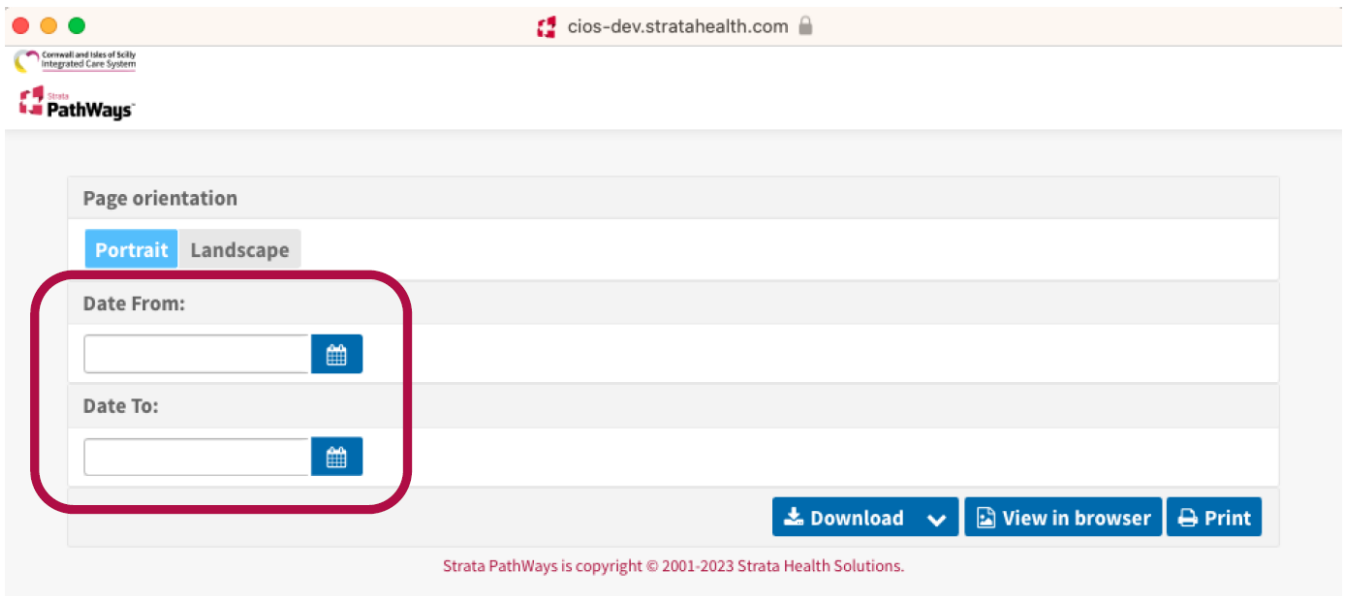 cios-dev.stratahealth.com
Cornwall and Isles of Scilly
Integrated Care System
Strata
PathWays™
Page orientation
Portrait Landscape
Date From:
Date To:
Download View in browser Print
Strata PathWays is copyright © 2001-2023 Strata Health Solutions.